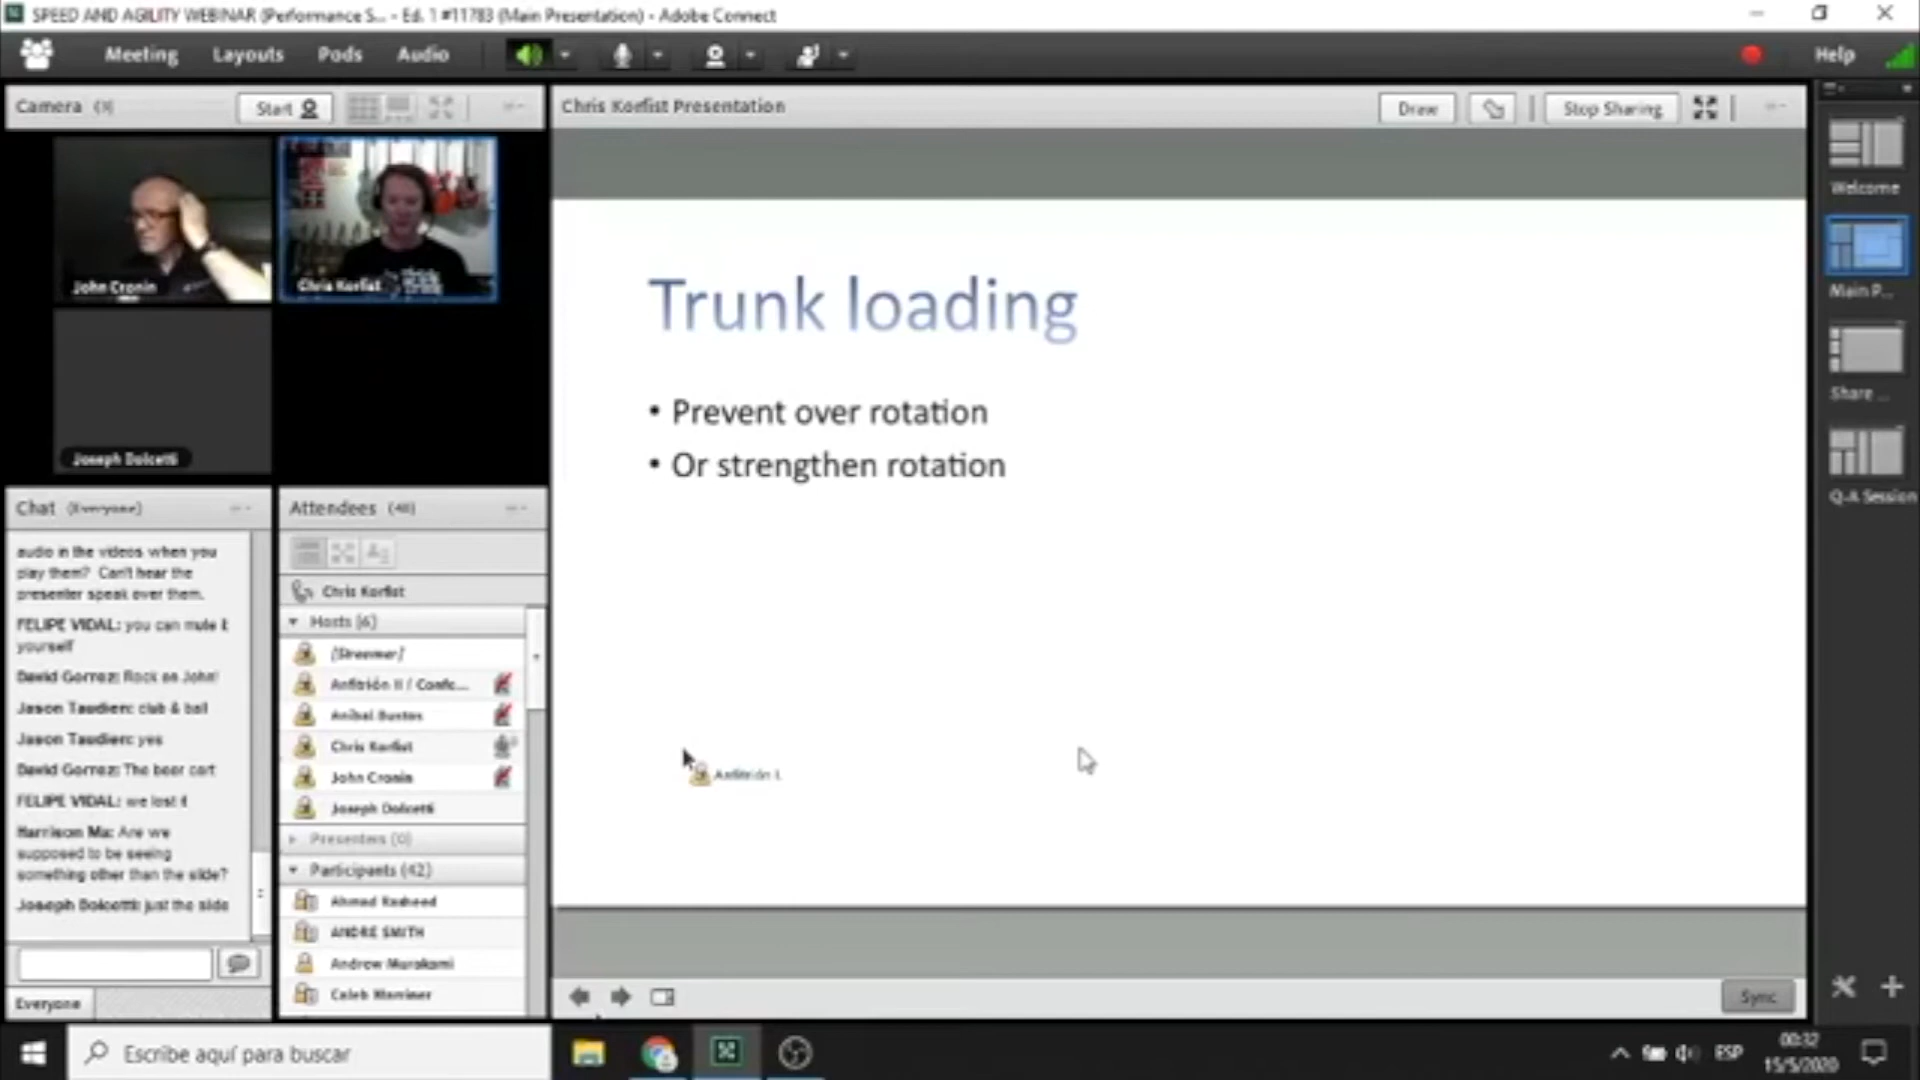 SPEED AND AGILITY WEBINAR (Performance S... - Ed. 1 #11783 (Main Presentation) - Adobe Connect
Meeting Layouts Pods Audio Help
Camera (3) Start
Chris Korfist Presentation Draw Stop Sharing
John Cronin
Chris Korfist
Joseph Dolcetti
Trunk loading
• Prevent over rotation
• Or strengthen rotation
Anfitrión I.
Chat (Everyone)
audio in the videos when you
play them? Can't hear the
presenter speak over them.
FELIPE VIDAL: you can mute it
yourself
David Gorrez: Rock on John!
Jason Taudien: club & ball
Jason Taudien: yes
David Gorrez: The beer cart
FELIPE VIDAL: we lost it
Harrison Ma: Are we
supposed to be seeing
something other than the slide?
Joseph Dolcetti: just the slide
Everyone
Attendees (48)
Chris Korfist
Hosts (6)
[Streamer]
Anfitrión II / Confe...
Anibal Bustos
Chris Korfist
John Cronin
Joseph Dolcetti
Presenters (0)
Participants (42)
Ahmad Rasheed
ANDRE SMITH
Andrew Murakami
Caleb Marriner
Welcome
Main P...
Share ...
Q-A Session
Sync
Escribe aquí para buscar
ESP
00:32
15/5/2020